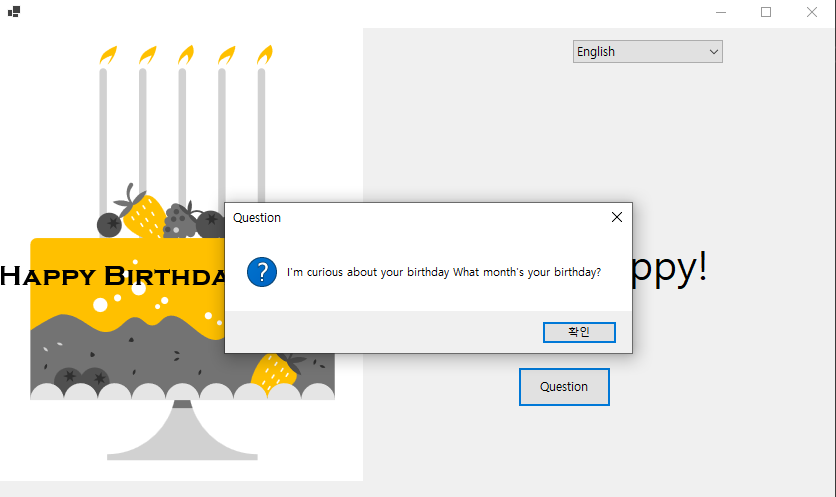 English
Question
I'm curious about your birthday What month's your birthday?
확인
ppy!
HAPPY BIRTHDA
Question